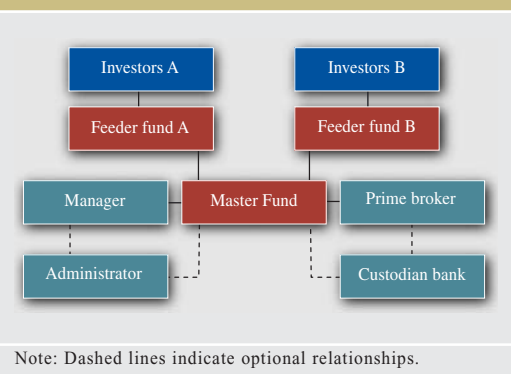 Investors A
Investors B
Feeder fund A
Feeder fund B
Manager
Master Fund
Prime broker
Administrator
Custodian bank
Note: Dashed lines indicate optional relationships.